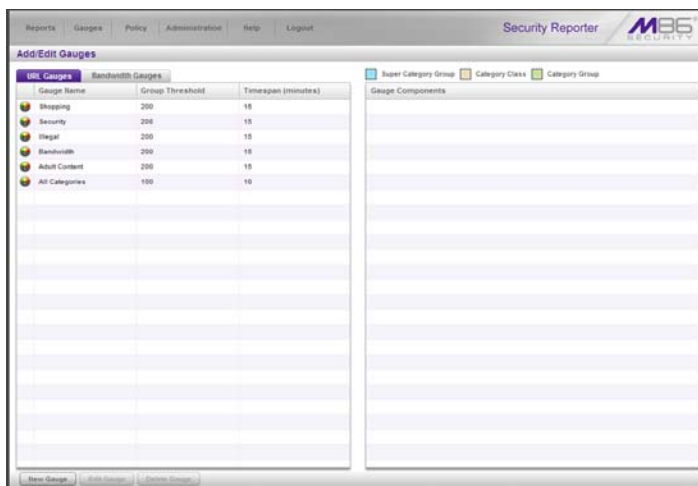 Reports Gauges Policy Administration Help Logout
Security Reporter
M86
SECURITY
Add/Edit Gauges
URL Gauges Bandwidth Gauges
Super Category Group Category Class Category Group
Gauge Name Group Threshold Timespan (minutes)
Gauge Components
Shopping 200 15
Security 200 15
Illegal 200 15
Bandwidth 200 15
Adult Content 200 15
All Categories 100 10
New Gauge Edit Gauge Delete Gauge